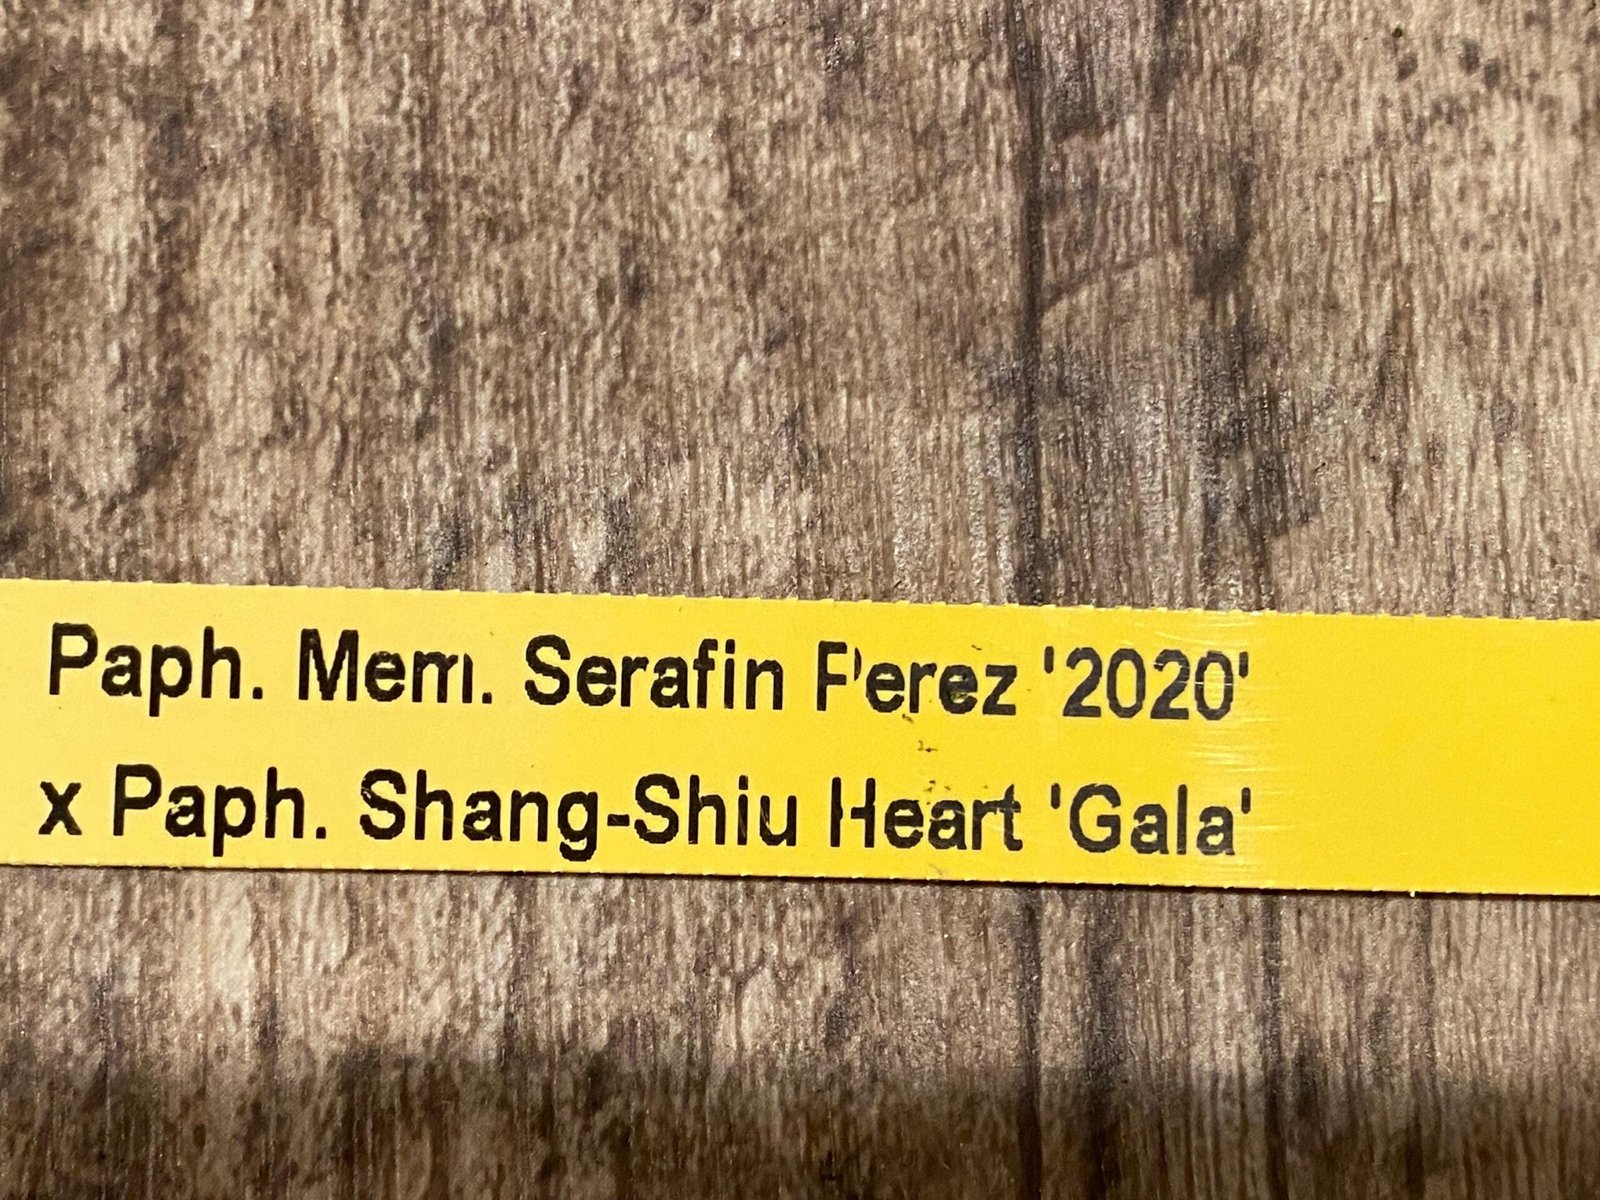 Paph. Mem. Serafin Perez '2020'
x Paph. Shang-Shiu Heart 'Gala'